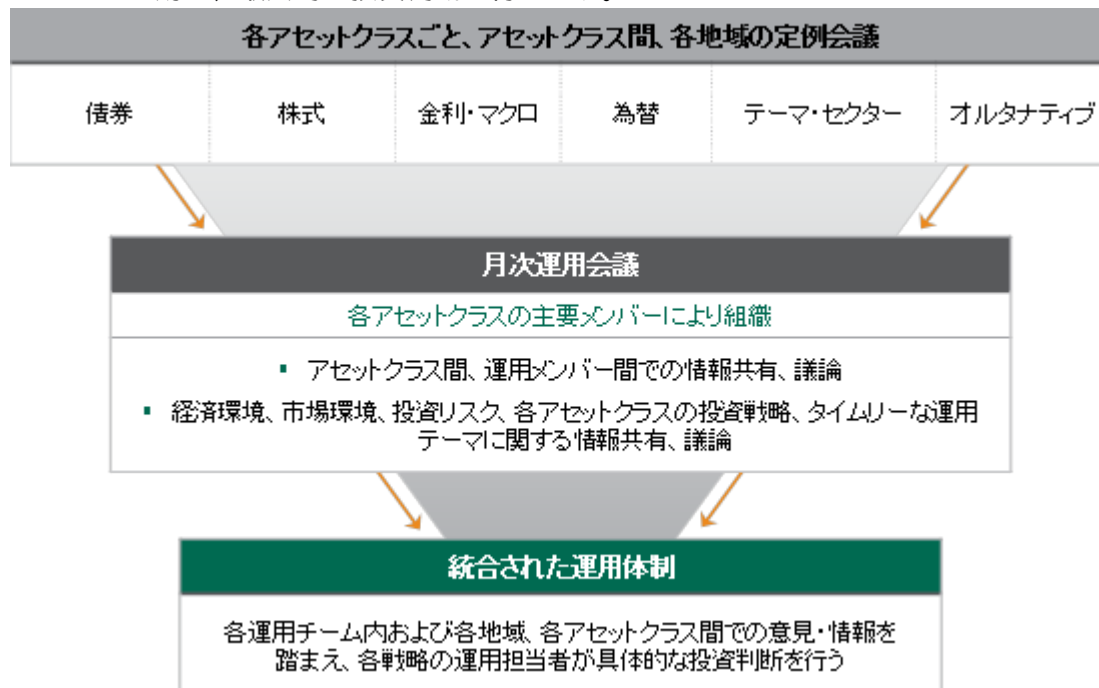 各アセットクラスごと、アセットクラス間、各地域の定例会議
債券 株式 金利・マクロ 為替 テーマ・セクター オルタナティブ
月次運用会議
各アセットクラスの主要メンバーにより組織
▪ アセットクラス間、運用メンバー間での情報共有、議論
▪ 経済環境、市場環境、投資リスク、各アセットクラスの投資戦略、タイムリーな運用
テーマに関する情報共有、議論
統合された運用体制
各運用チーム内および各地域、各アセットクラス間での意見・情報を
踏まえ、各戦略の運用担当者が具体的な投資判断を行う